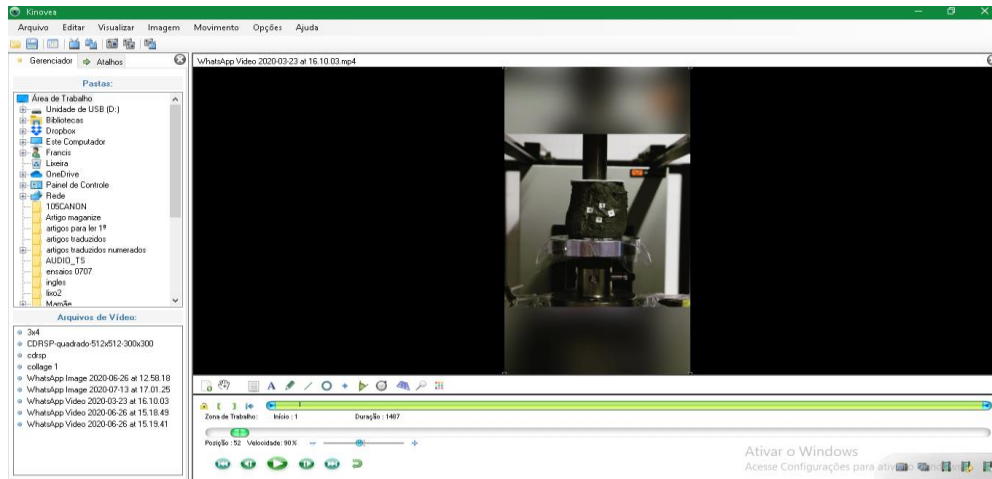 Kinovea
Arquivo Editar Visualizar Imagem Movimento Opções Ajuda
Gerenciador Atalhos
WhatsApp Video 2020-03-23 at 16.10.03.mp4
Pastas:
Área de Trabalho
Unidade de USB (D:)
Bibliotecas
Dropbox
Este Computador
Francis
Lixeira
OneDrive
Painel de Controle
Rede
105CANON
Artigo maganize
artigos para ler 1º
artigos traduzidos
artigos traduzidos numerados
AUDIO_TS
ensaios 0707
ingles
lixo2
Mamãe
Arquivos de Vídeo:
3x4
CDRSP-quadrado-512x512-300x300
cdrsp
collage 1
WhatsApp Image 2020-06-26 at 12.58.18
WhatsApp Image 2020-07-13 at 17.01.25
WhatsApp Video 2020-03-23 at 16.10.03
WhatsApp Video 2020-06-26 at 15.18.49
WhatsApp Video 2020-06-26 at 15.19.41
Zona de Trabalho: Início : 1 Duração : 1487
Posição : 52 Velocidade: 90%
Ativar o Windows
Acesse Configurações para